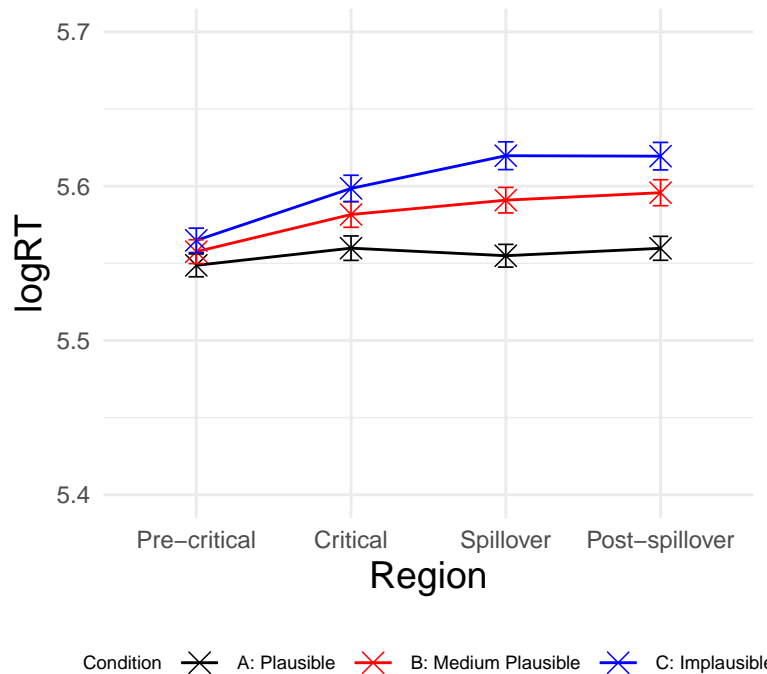 5.7
5.6
5.5
5.4
logRT
Pre−critical Critical Spillover Post−spillover
Region
Condition A: Plausible B: Medium Plausible C: Implausible